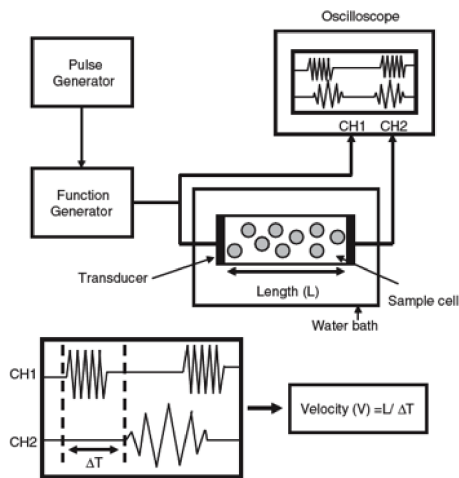 Oscilloscope
Pulse
Generator
CH1 CH2
Function
Generator
Transducer
Length (L)
Sample cell
Water bath
CH1
CH2
ΔT
Velocity (V) =L/ ΔT